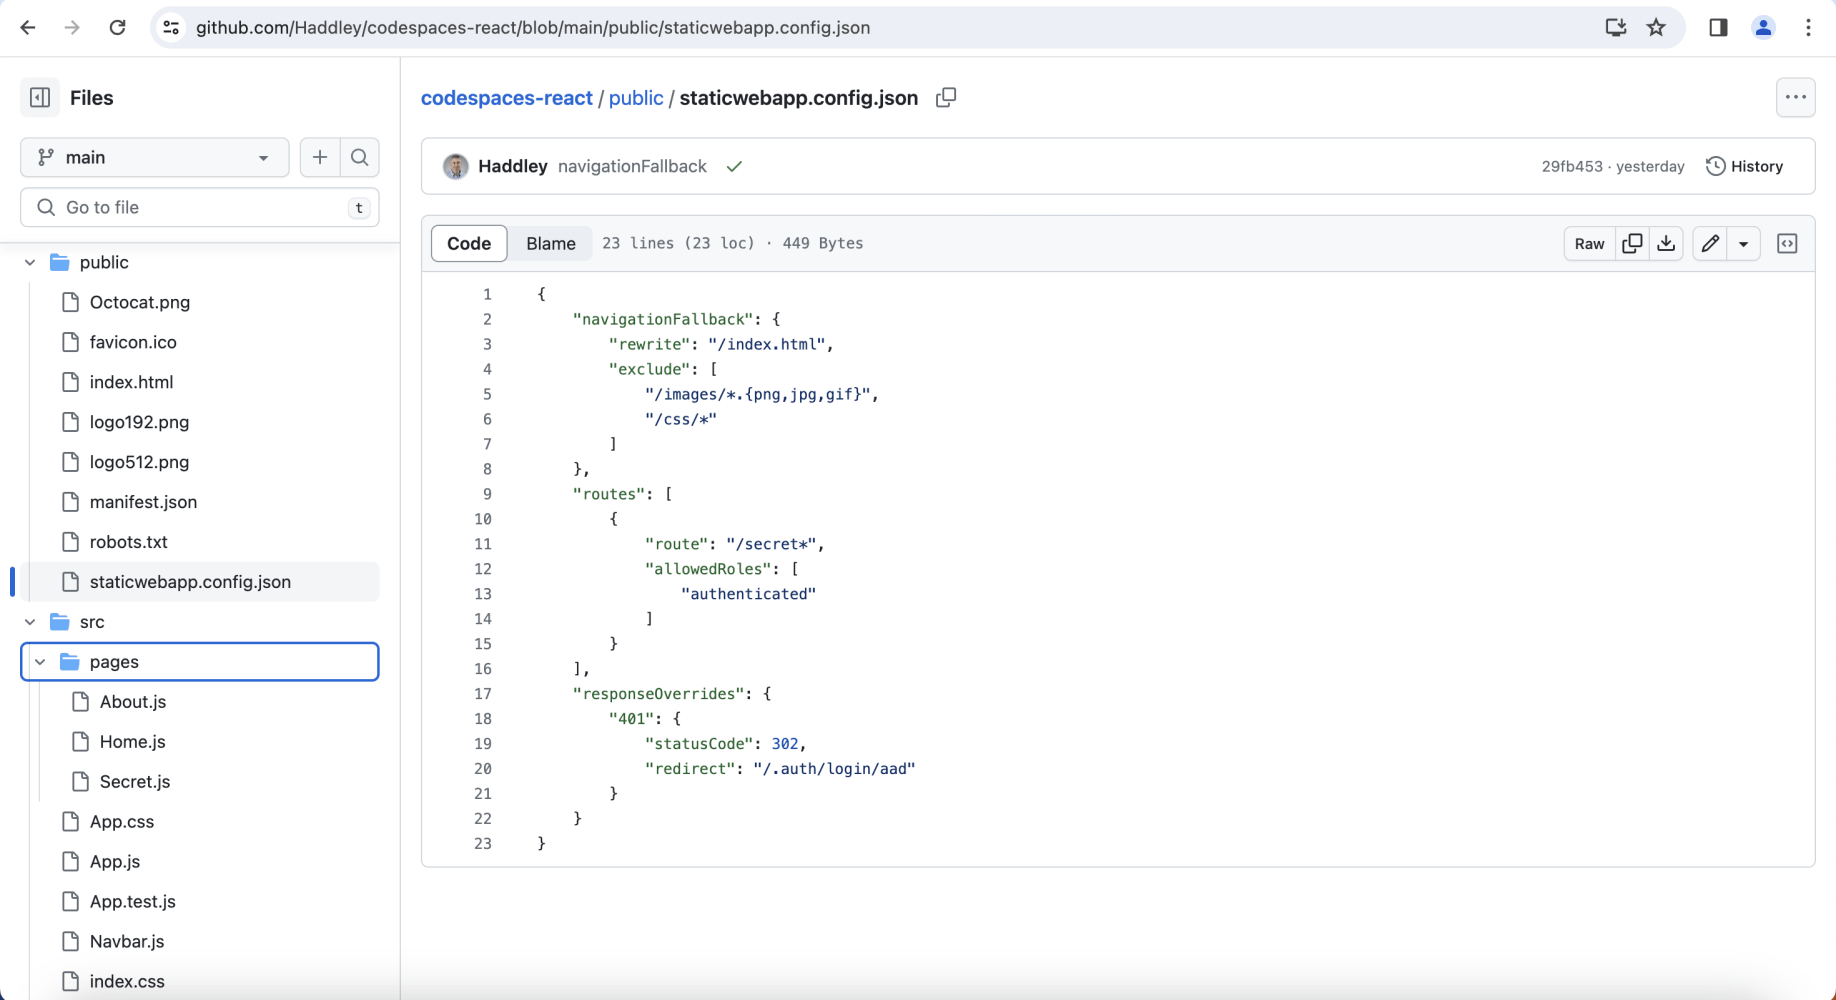 github.com/Haddley/codespaces-react/blob/main/public/staticwebapp.config.json
Files
main
Go to file
t
public
Octocat.png
favicon.ico
index.html
logo192.png
logo512.png
manifest.json
robots.txt
staticwebapp.config.json
src
pages
About.js
Home.js
Secret.js
App.css
App.js
App.test.js
Navbar.js
index.css
codespaces-react / public / staticwebapp.config.json
Haddley navigationFallback
29fb453 · yesterday
History
Code
Blame
23 lines (23 loc) · 449 Bytes
Raw
1 {
2 "navigationFallback": {
3 "rewrite": "/index.html",
4 "exclude": [
5 "/images/*.{png,jpg,gif}",
6 "/css/*"
7 ]
8 },
9 "routes": [
10 {
11 "route": "/secret*",
12 "allowedRoles": [
13 "authenticated"
14 ]
15 }
16 ],
17 "responseOverrides": {
18 "401": {
19 "statusCode": 302,
20 "redirect": "/.auth/login/aad"
21 }
22 }
23 }